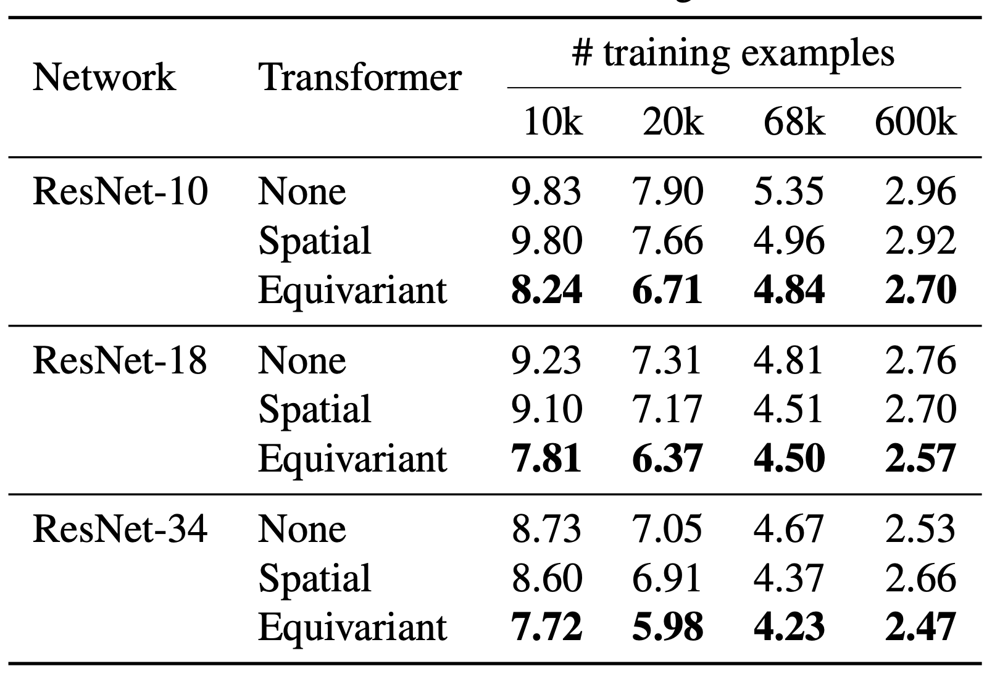 # training examples
Network Transformer
10k 20k 68k 600k
ResNet-10 None 9.83 7.90 5.35 2.96
Spatial 9.80 7.66 4.96 2.92
Equivariant 8.24 6.71 4.84 2.70
ResNet-18 None 9.23 7.31 4.81 2.76
Spatial 9.10 7.17 4.51 2.70
Equivariant 7.81 6.37 4.50 2.57
ResNet-34 None 8.73 7.05 4.67 2.53
Spatial 8.60 6.91 4.37 2.66
Equivariant 7.72 5.98 4.23 2.47